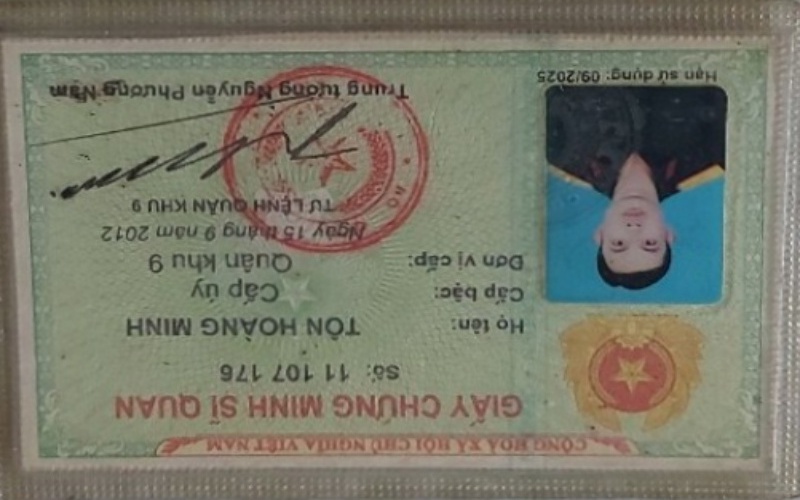 CỘNG HOÀ XÃ HỘI CHỦ NGHĨA VIỆT NAM
GIẤY CHỨNG MINH SĨ QUAN
Số: 11 107 176
Họ tên: TÔN HOÀNG MINH
Cấp bậc: Cấp úy
Đơn vị cấp: Quân khu 9
Ngày 15 tháng 9 năm 2012
TƯ LỆNH QUÂN KHU 9
Trung tướng Nguyễn Phương Nam
Hạn sử dụng: 09/2025